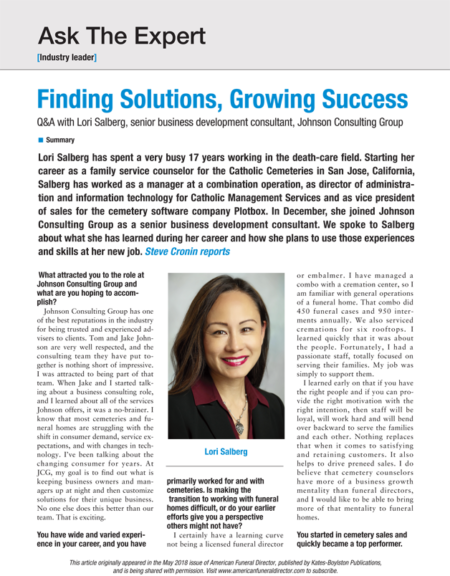 Ask The Expert
[Industry leader]
Finding Solutions, Growing Success
Q&A with Lori Salberg, senior business development consultant, Johnson Consulting Group
■ Summary
Lori Salberg has spent a very busy 17 years working in the death-care field. Starting her
career as a family service counselor for the Catholic Cemeteries in San Jose, California,
Salberg has worked as a manager at a combination operation, as director of administra-
tion and information technology for Catholic Management Services and as vice president
of sales for the cemetery software company Plotbox. In December, she joined Johnson
Consulting Group as a senior business development consultant. We spoke to Salberg
about what she has learned during her career and how she plans to use those experiences
and skills at her new job. Steve Cronin reports
What attracted you to the role at
Johnson Consulting Group and
what are you hoping to accom-
plish?
Johnson Consulting Group has one
of the best reputations in the industry
for being trusted and experienced ad-
visers to clients. Tom and Jake John-
son are very well respected, and the
consulting team they have put to-
gether is nothing short of impressive.
I was attracted to being part of that
team. When Jake and I started talk-
ing about a business consulting role,
and I learned about all of the services
Johnson offers, it was a no-brainer. I
know that most cemeteries and fu-
neral homes are struggling with the
shift in consumer demand, service ex-
pectations, and with changes in tech-
nology. I've been talking about the
changing consumer for years. At
JCG, my goal is to find out what is
keeping business owners and man-
agers up at night and then customize
solutions for their unique business.
No one else does this better than our
team. That is exciting.
You have wide and varied experi-
ence in your career, and you have
Lori Salberg
primarily worked for and with
cemeteries. Is making the
transition to working with funeral
homes difficult, or do your earlier
efforts give you a perspective
others might not have?
I certainly have a learning curve
not being a licensed funeral director
or embalmer. I have managed a
combo with a cremation center, so I
am familiar with general operations
of a funeral home. That combo did
450 funeral cases and 950 inter-
ments annually. We also serviced
cremations for six rooftops. I
learned quickly that it was about
the people. Fortunately, I had a
passionate staff, totally focused on
serving their families. My job was
simply to support them.
I learned early on that if you have
the right people and if you can pro-
vide the right motivation with the
right intention, then staff will be
loyal, will work hard and will bend
over backward to serve the families
and each other. Nothing replaces
that when it comes to satisfying
and retaining customers. It also
helps to drive preneed sales. I do
believe that cemetery counselors
have more of a business growth
mentality than funeral directors,
and I would like to be able to bring
more of that mentality to funeral
homes.
You started in cemetery sales and
quickly became a top performer.
This article originally appeared in the May 2018 issue of American Funeral Director, published by Kates-Boylston Publications,
and is being shared with permission. Visit www.americanfuneraldirector.com to subscribe.